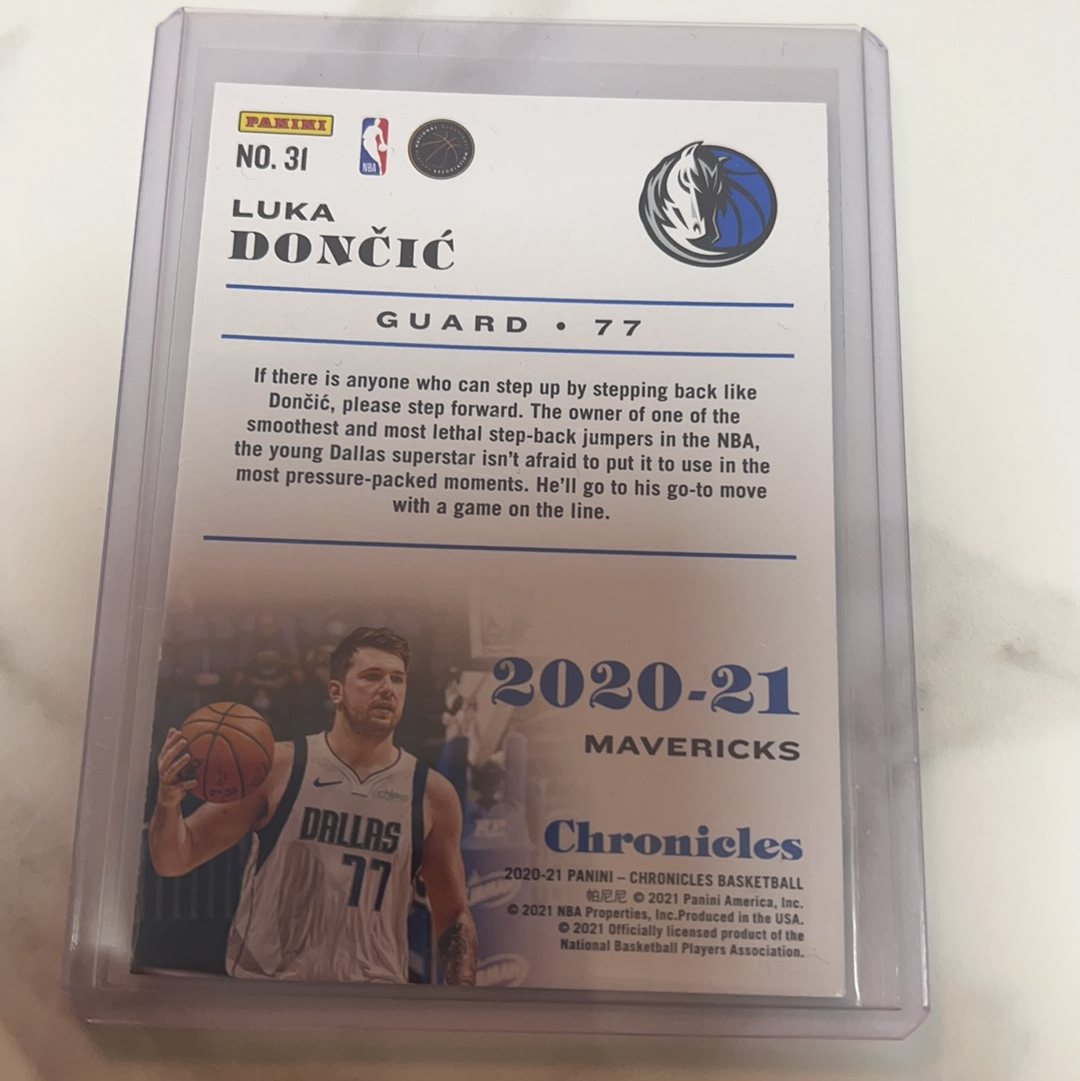 PANINI
NO. 31
NBA
LUKA
DONČIĆ
GUARD • 77
If there is anyone who can step up by stepping back like
Dončić, please step forward. The owner of one of the
smoothest and most lethal step-back jumpers in the NBA,
the young Dallas superstar isn't afraid to put it to use in the
most pressure-packed moments. He'll go to his go-to move
with a game on the line.
2020-21
MAVERICKS
DALLAS
77
Chronicles
2020-21 PANINI – CHRONICLES BASKETBALL
帕尼尼 © 2021 Panini America, Inc.
© 2021 NBA Properties, Inc.Produced in the USA.
© 2021 Officially licensed product of the
National Basketball Players Association.